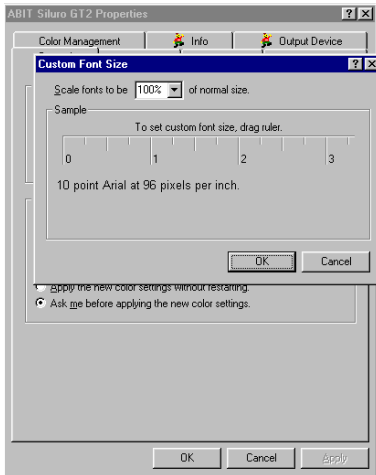 ABIT Siluro GT2 Properties
Color Management
Info
Output Device
Custom Font Size
Scale fonts to be 100% of normal size.
Sample
To set custom font size, drag ruler.
0 1 2 3
10 point Arial at 96 pixels per inch.
OK Cancel
Apply the new color settings without restarting.
Ask me before applying the new color settings.
OK Cancel Apply